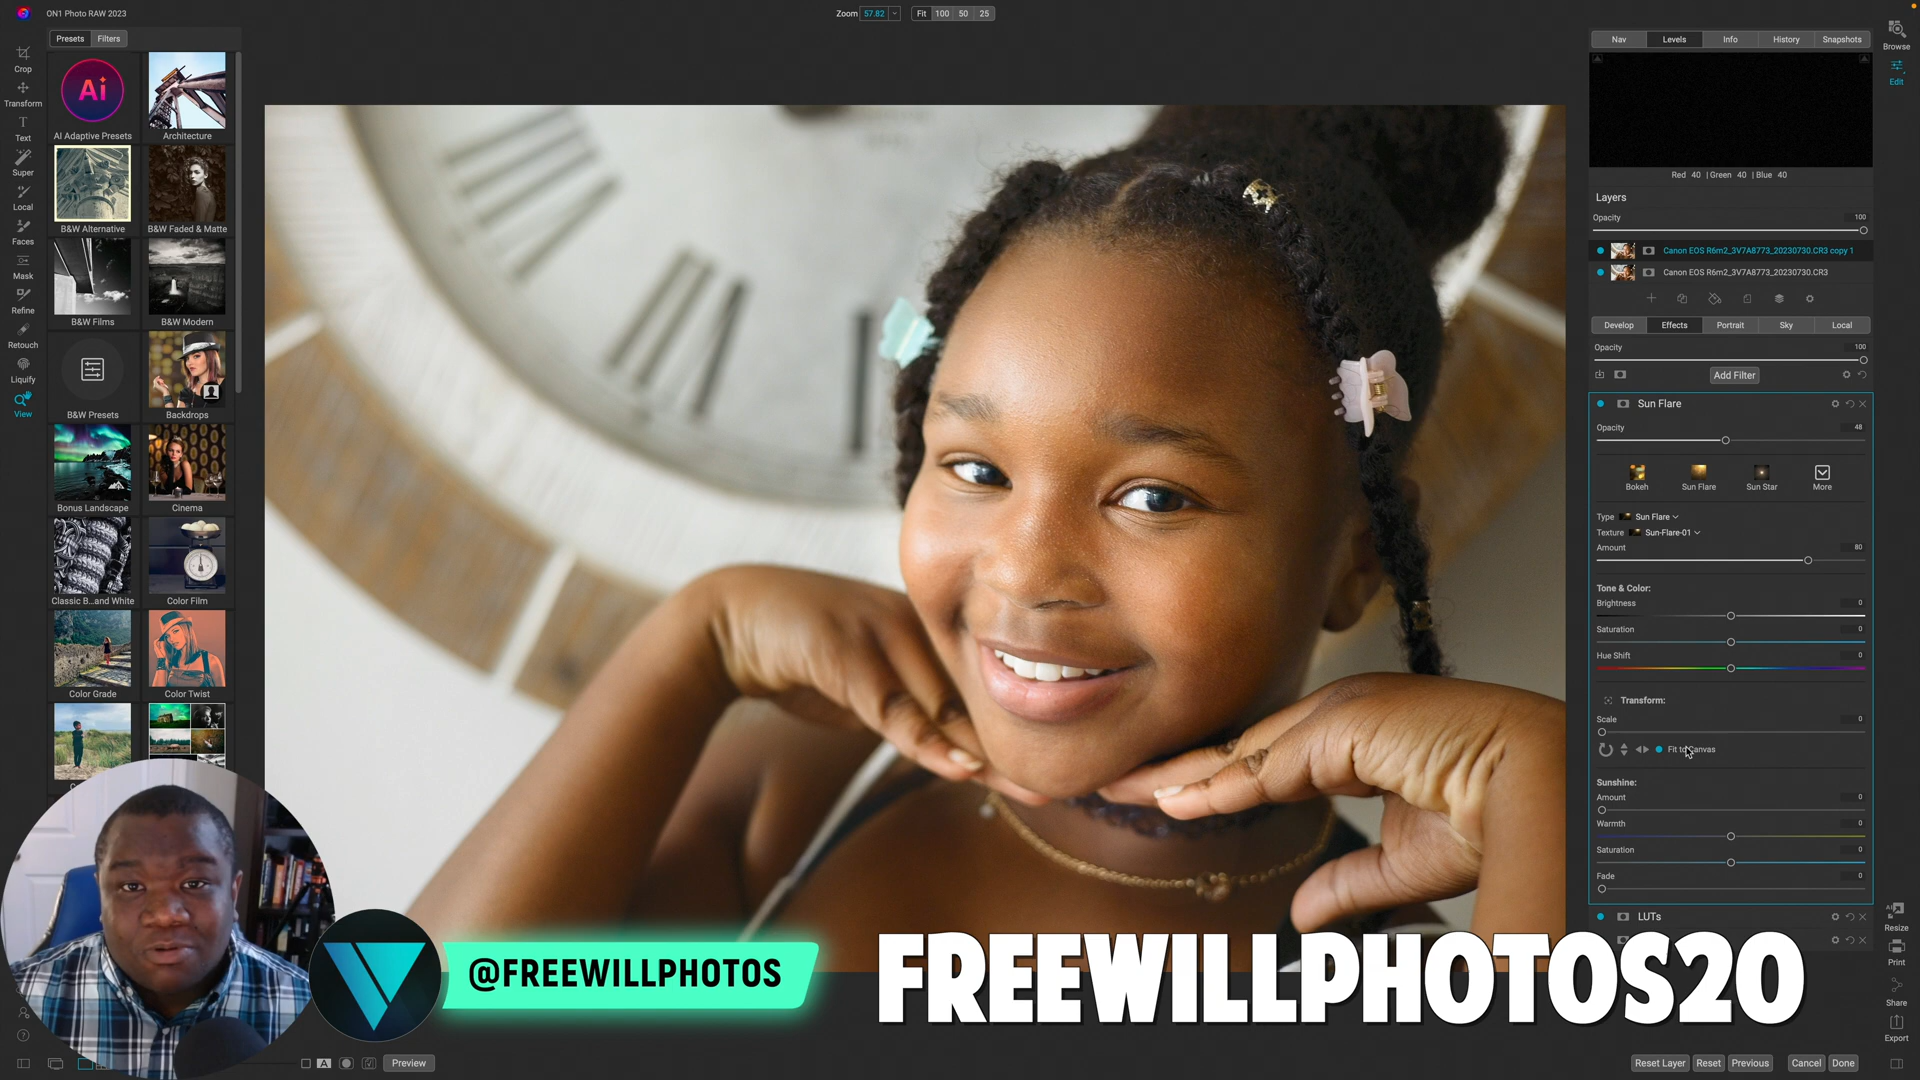 ON1 Photo RAW 2023
Zoom 57.82 Fit 100 50 25
Presets Filters
Crop
Transform
Text
Super
Local
Faces
Mask
Refine
Retouch
Liquify
View
Ai
AI Adaptive Presets Architecture
B&W Alternative B&W Faded & Matte
B&W Films B&W Modern
B&W Presets Backdrops
Bonus Landscape Cinema
Classic B...and White Color Film
Color Grade Color Twist
Nav Levels Info History Snapshots
Browse
Edit
Red 40 | Green 40 | Blue 40
Layers
Opacity 100
Canon EOS R6m2_3V7A8773_20230730.CR3 copy 1
Canon EOS R6m2_3V7A8773_20230730.CR3
Develop Effects Portrait Sky Local
Opacity 100
Add Filter
Sun Flare
Opacity 48
Bokeh Sun Flare Sun Star More
Type Sun Flare
Texture Sun-Flare-01
Amount 80
Tone & Color:
Brightness 0
Saturation 0
Hue Shift 0
Transform:
Scale 0
Fit to Canvas
Sunshine:
Amount 0
Warmth 0
Saturation 0
Fade 0
LUTs
@FREEWILLPHOTOS
FREEWILLPHOTOS20
Resize
Print
Share
Export
A Preview
Reset Layer Reset Previous Cancel Done